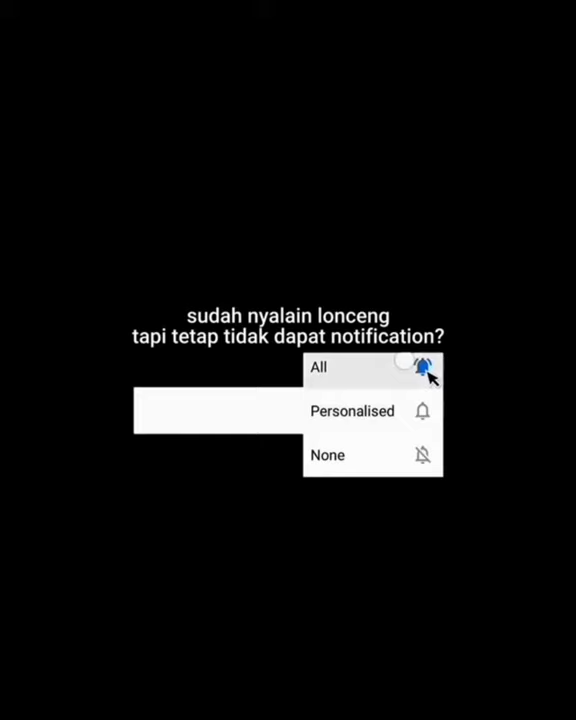 sudah nyalain lonceng
tapi tetap tidak dapat notification?
All
Personalised
None